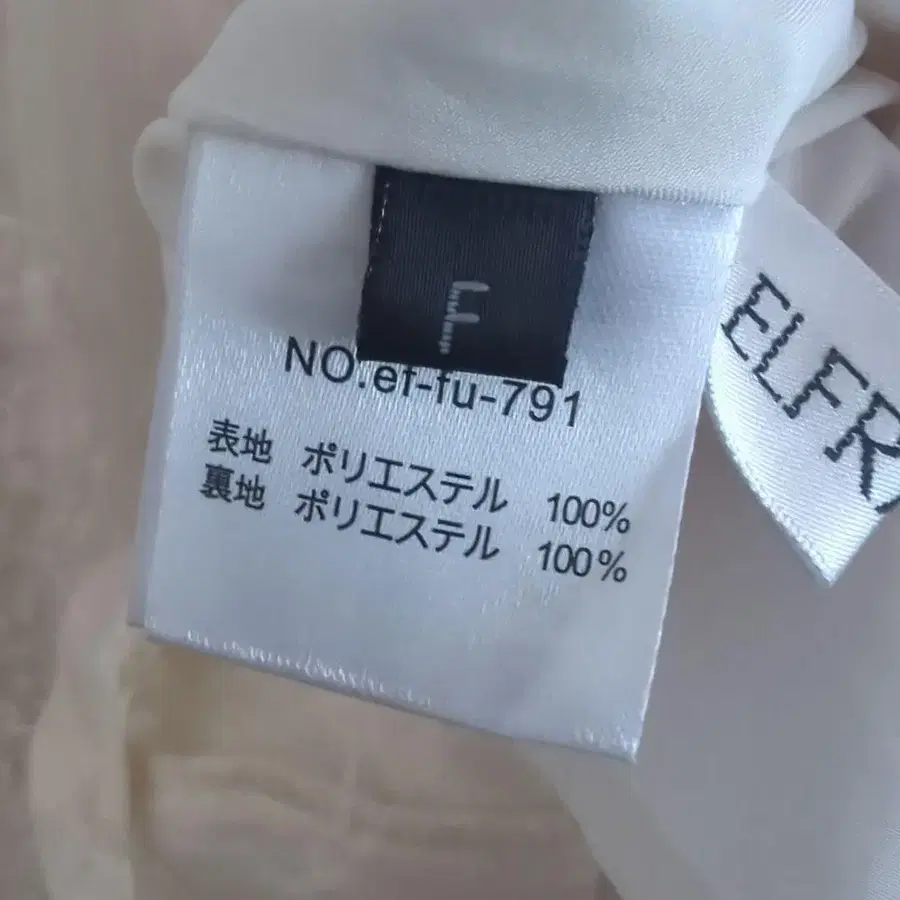 L
NO.ef-fu-791
表地 ポリエステル 100%
裏地 ポリエステル 100%
ELFR